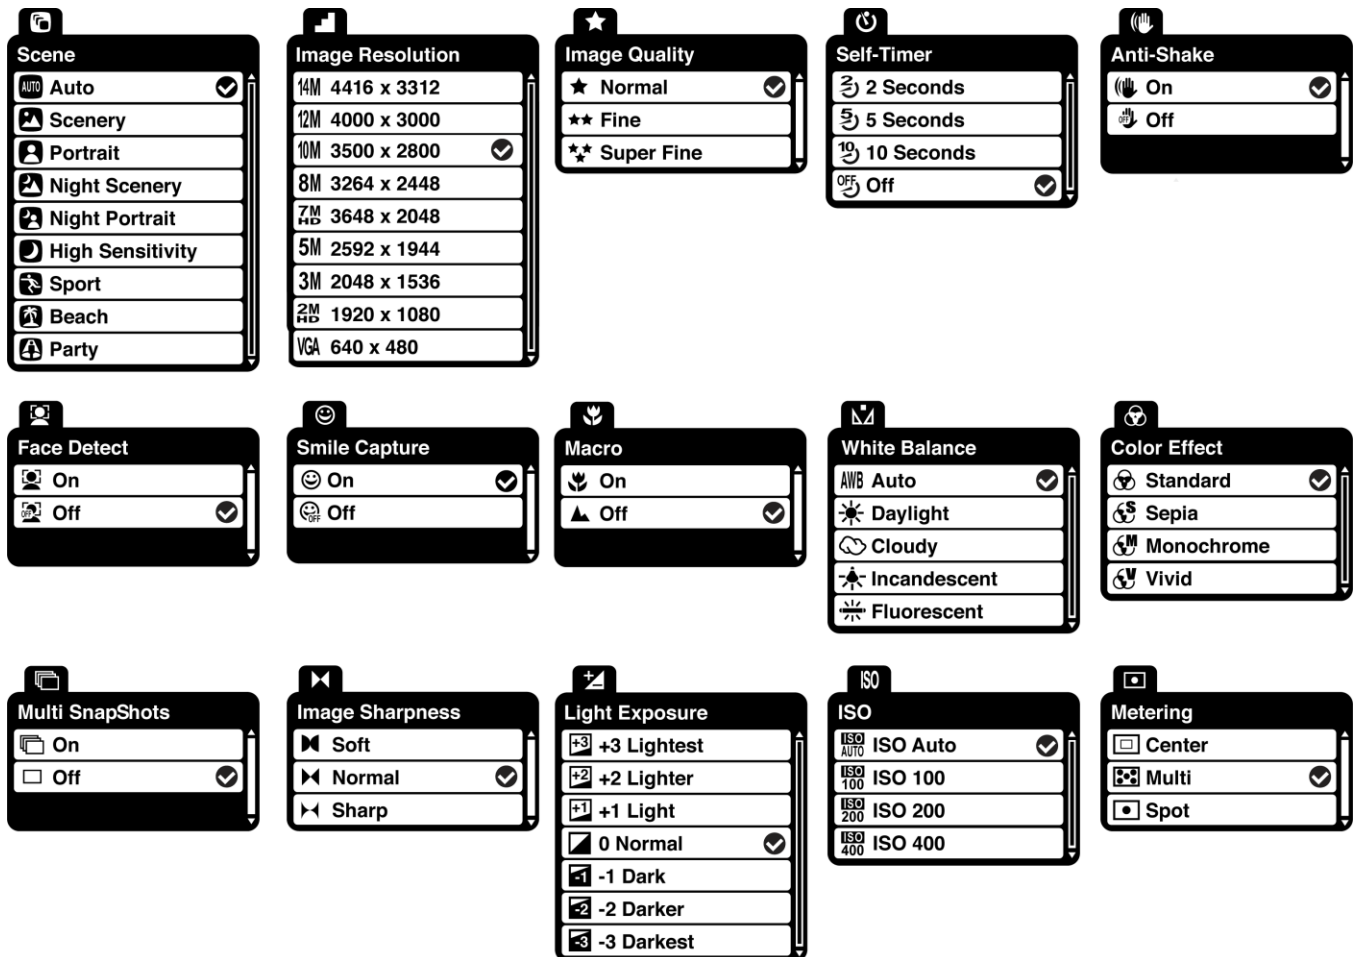 Scene
AUTO Auto
Scenery
Portrait
Night Scenery
Night Portrait
High Sensitivity
Sport
Beach
Party
Image Resolution
14M 4416 x 3312
12M 4000 x 3000
10M 3500 x 2800
8M 3264 x 2448
7M HD 3648 x 2048
5M 2592 x 1944
3M 2048 x 1536
2M HD 1920 x 1080
VGA 640 x 480
Image Quality
Normal
Fine
Super Fine
Self-Timer
2 2 Seconds
5 5 Seconds
10 10 Seconds
OFF Off
Anti-Shake
On
OFF Off
Face Detect
On
OFF Off
Smile Capture
On
OFF Off
Macro
On
Off
White Balance
AWB Auto
Daylight
Cloudy
Incandescent
Fluorescent
Color Effect
Standard
S Sepia
M Monochrome
V Vivid
Multi SnapShots
On
Off
Image Sharpness
Soft
Normal
Sharp
Light Exposure
+3 +3 Lightest
+2 +2 Lighter
+1 +1 Light
0 Normal
-1 -1 Dark
-2 -2 Darker
-3 -3 Darkest
ISO
ISO
ISO AUTO ISO Auto
ISO 100 ISO 100
ISO 200 ISO 200
ISO 400 ISO 400
Metering
Center
Multi
Spot